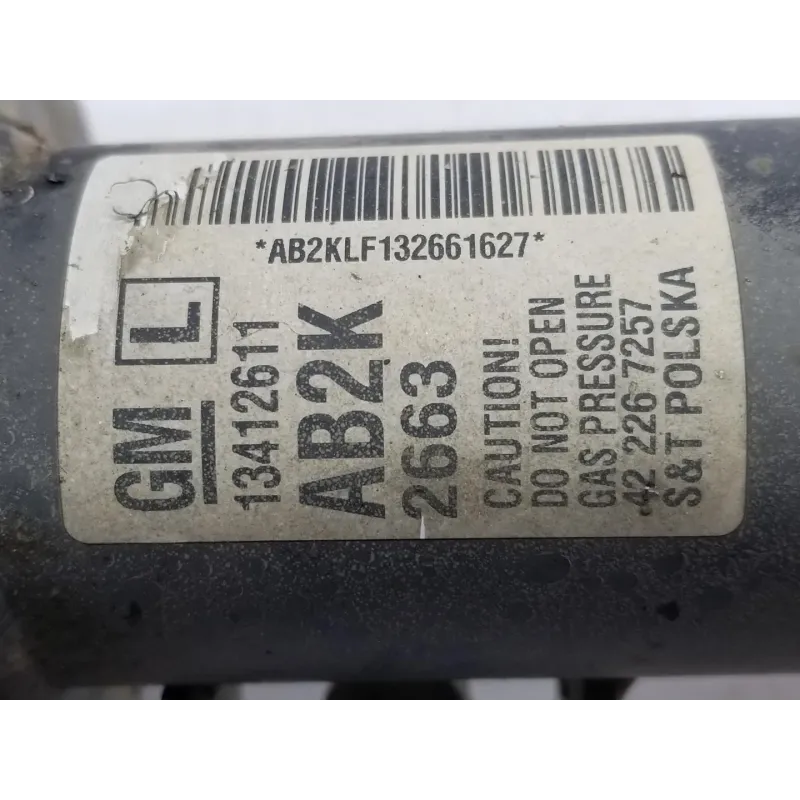 *AB2KLF132661627*
GM L
13412611
AB2K
2663
CAUTION!
DO NOT OPEN
GAS PRESSURE
42 226 7257
S&T POLSKA